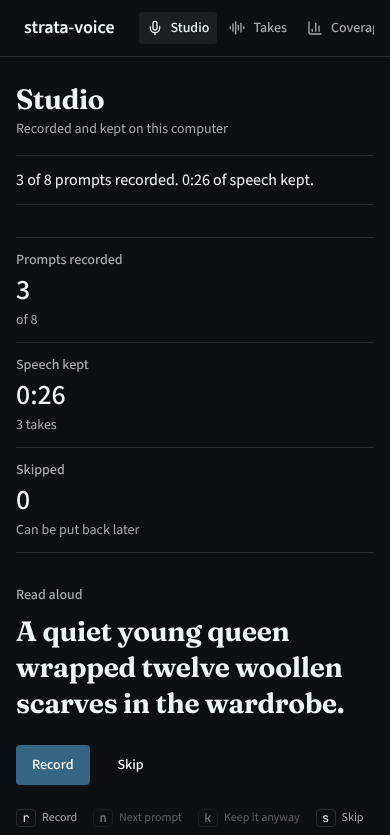 strata-voice Studio Takes Coverag
Studio
Recorded and kept on this computer
3 of 8 prompts recorded. 0:26 of speech kept.
Prompts recorded
3
of 8
Speech kept
0:26
3 takes
Skipped
0
Can be put back later
Read aloud
A quiet young queen
wrapped twelve woollen
scarves in the wardrobe.
Record Skip
r Record n Next prompt k Keep it anyway s Skip